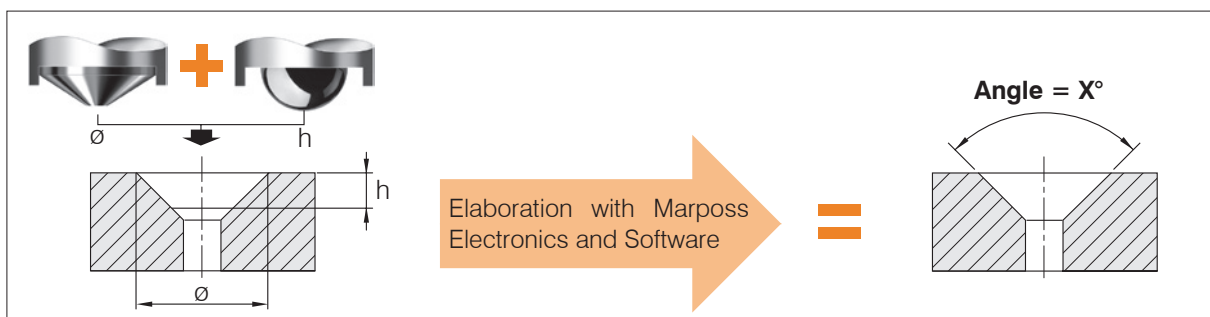 Ø h
h
Ø
Elaboration with Marposs
Electronics and Software
Angle = X°